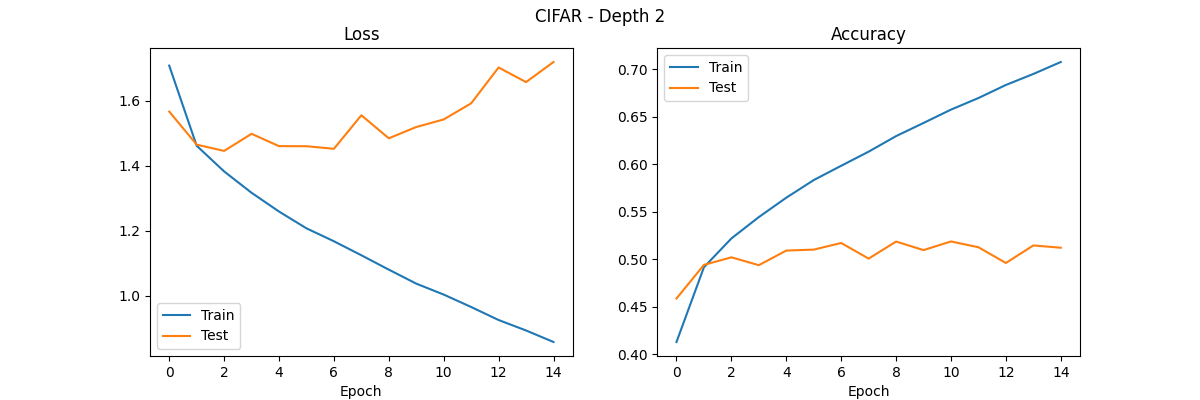 CIFAR - Depth 2
Loss
1.6
1.4
1.2
1.0
Train
Test
0 2 4 6 8 10 12 14
Epoch
Accuracy
Train
Test
0.70
0.65
0.60
0.55
0.50
0.45
0.40
0 2 4 6 8 10 12 14
Epoch